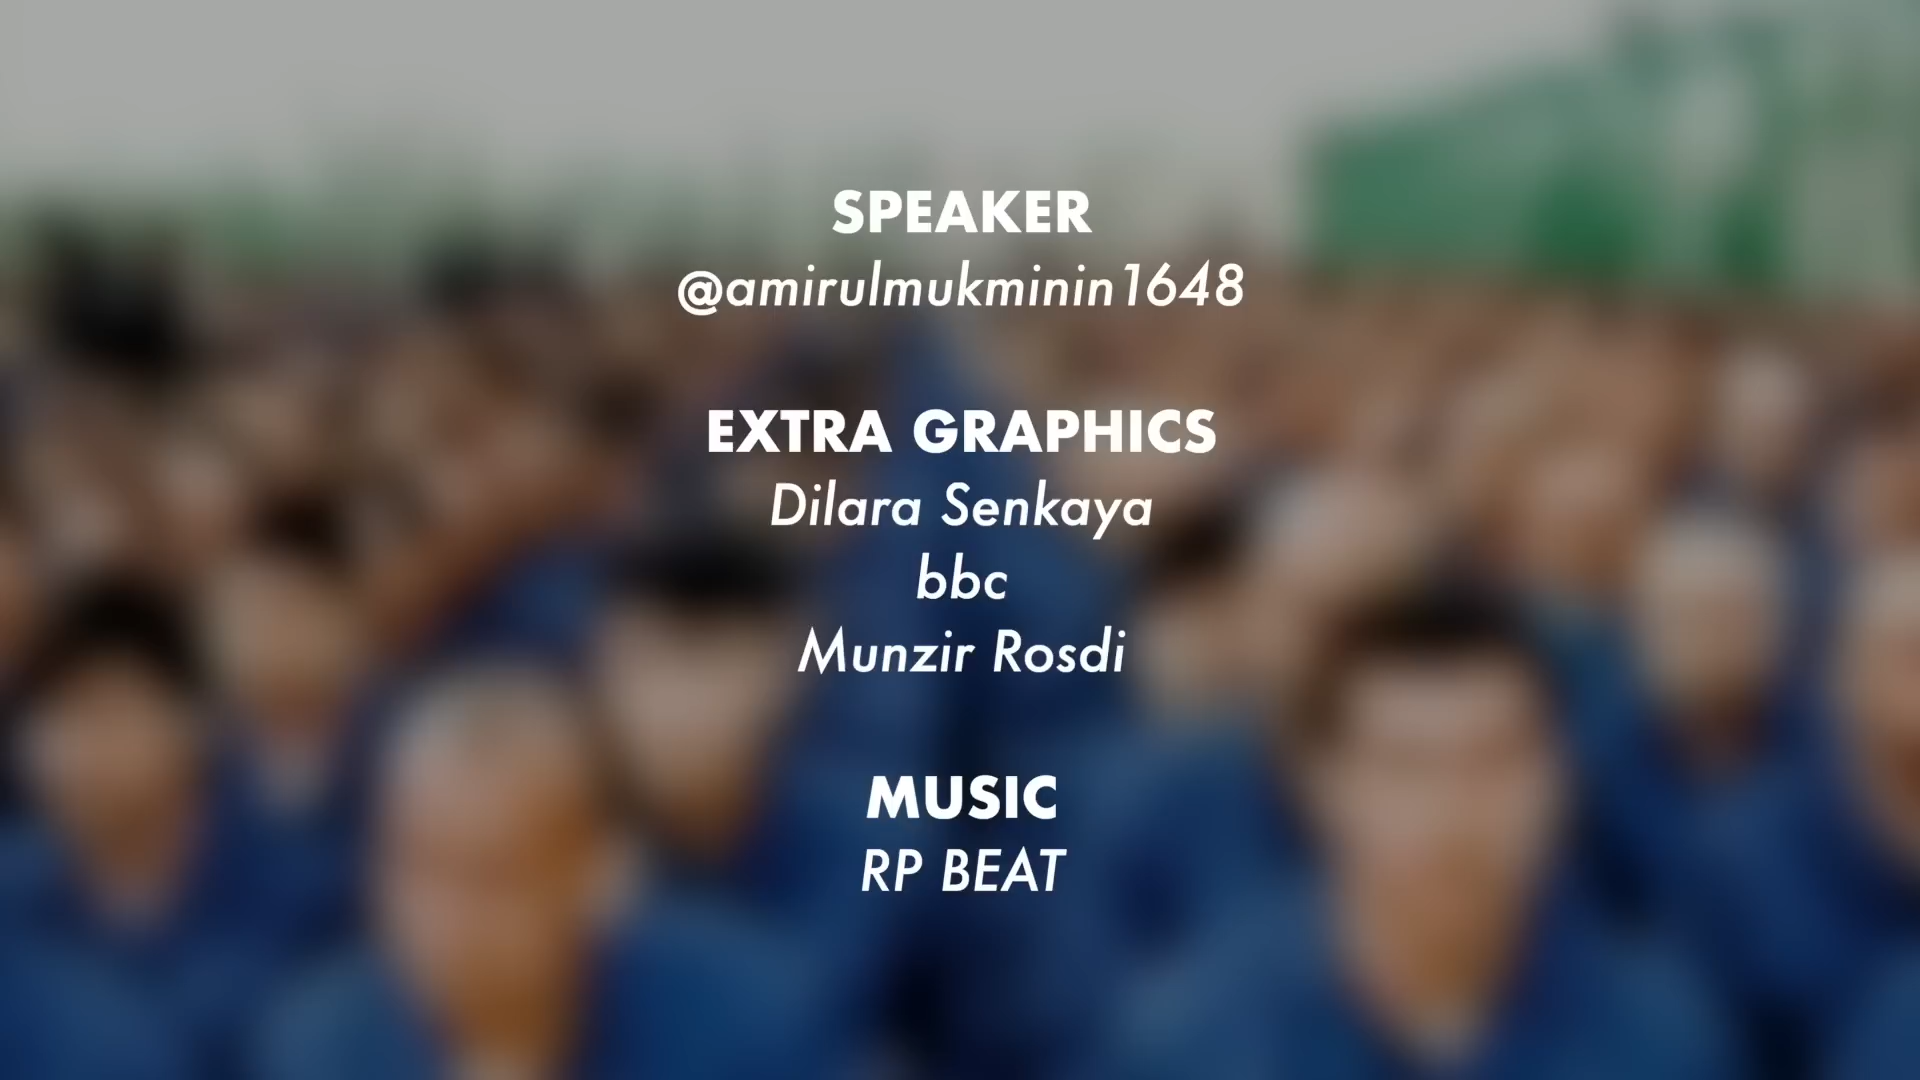 SPEAKER
@amirulmukminin1648
EXTRA GRAPHICS
Dilara Senkaya
bbc
Munzir Rosdi
MUSIC
RP BEAT